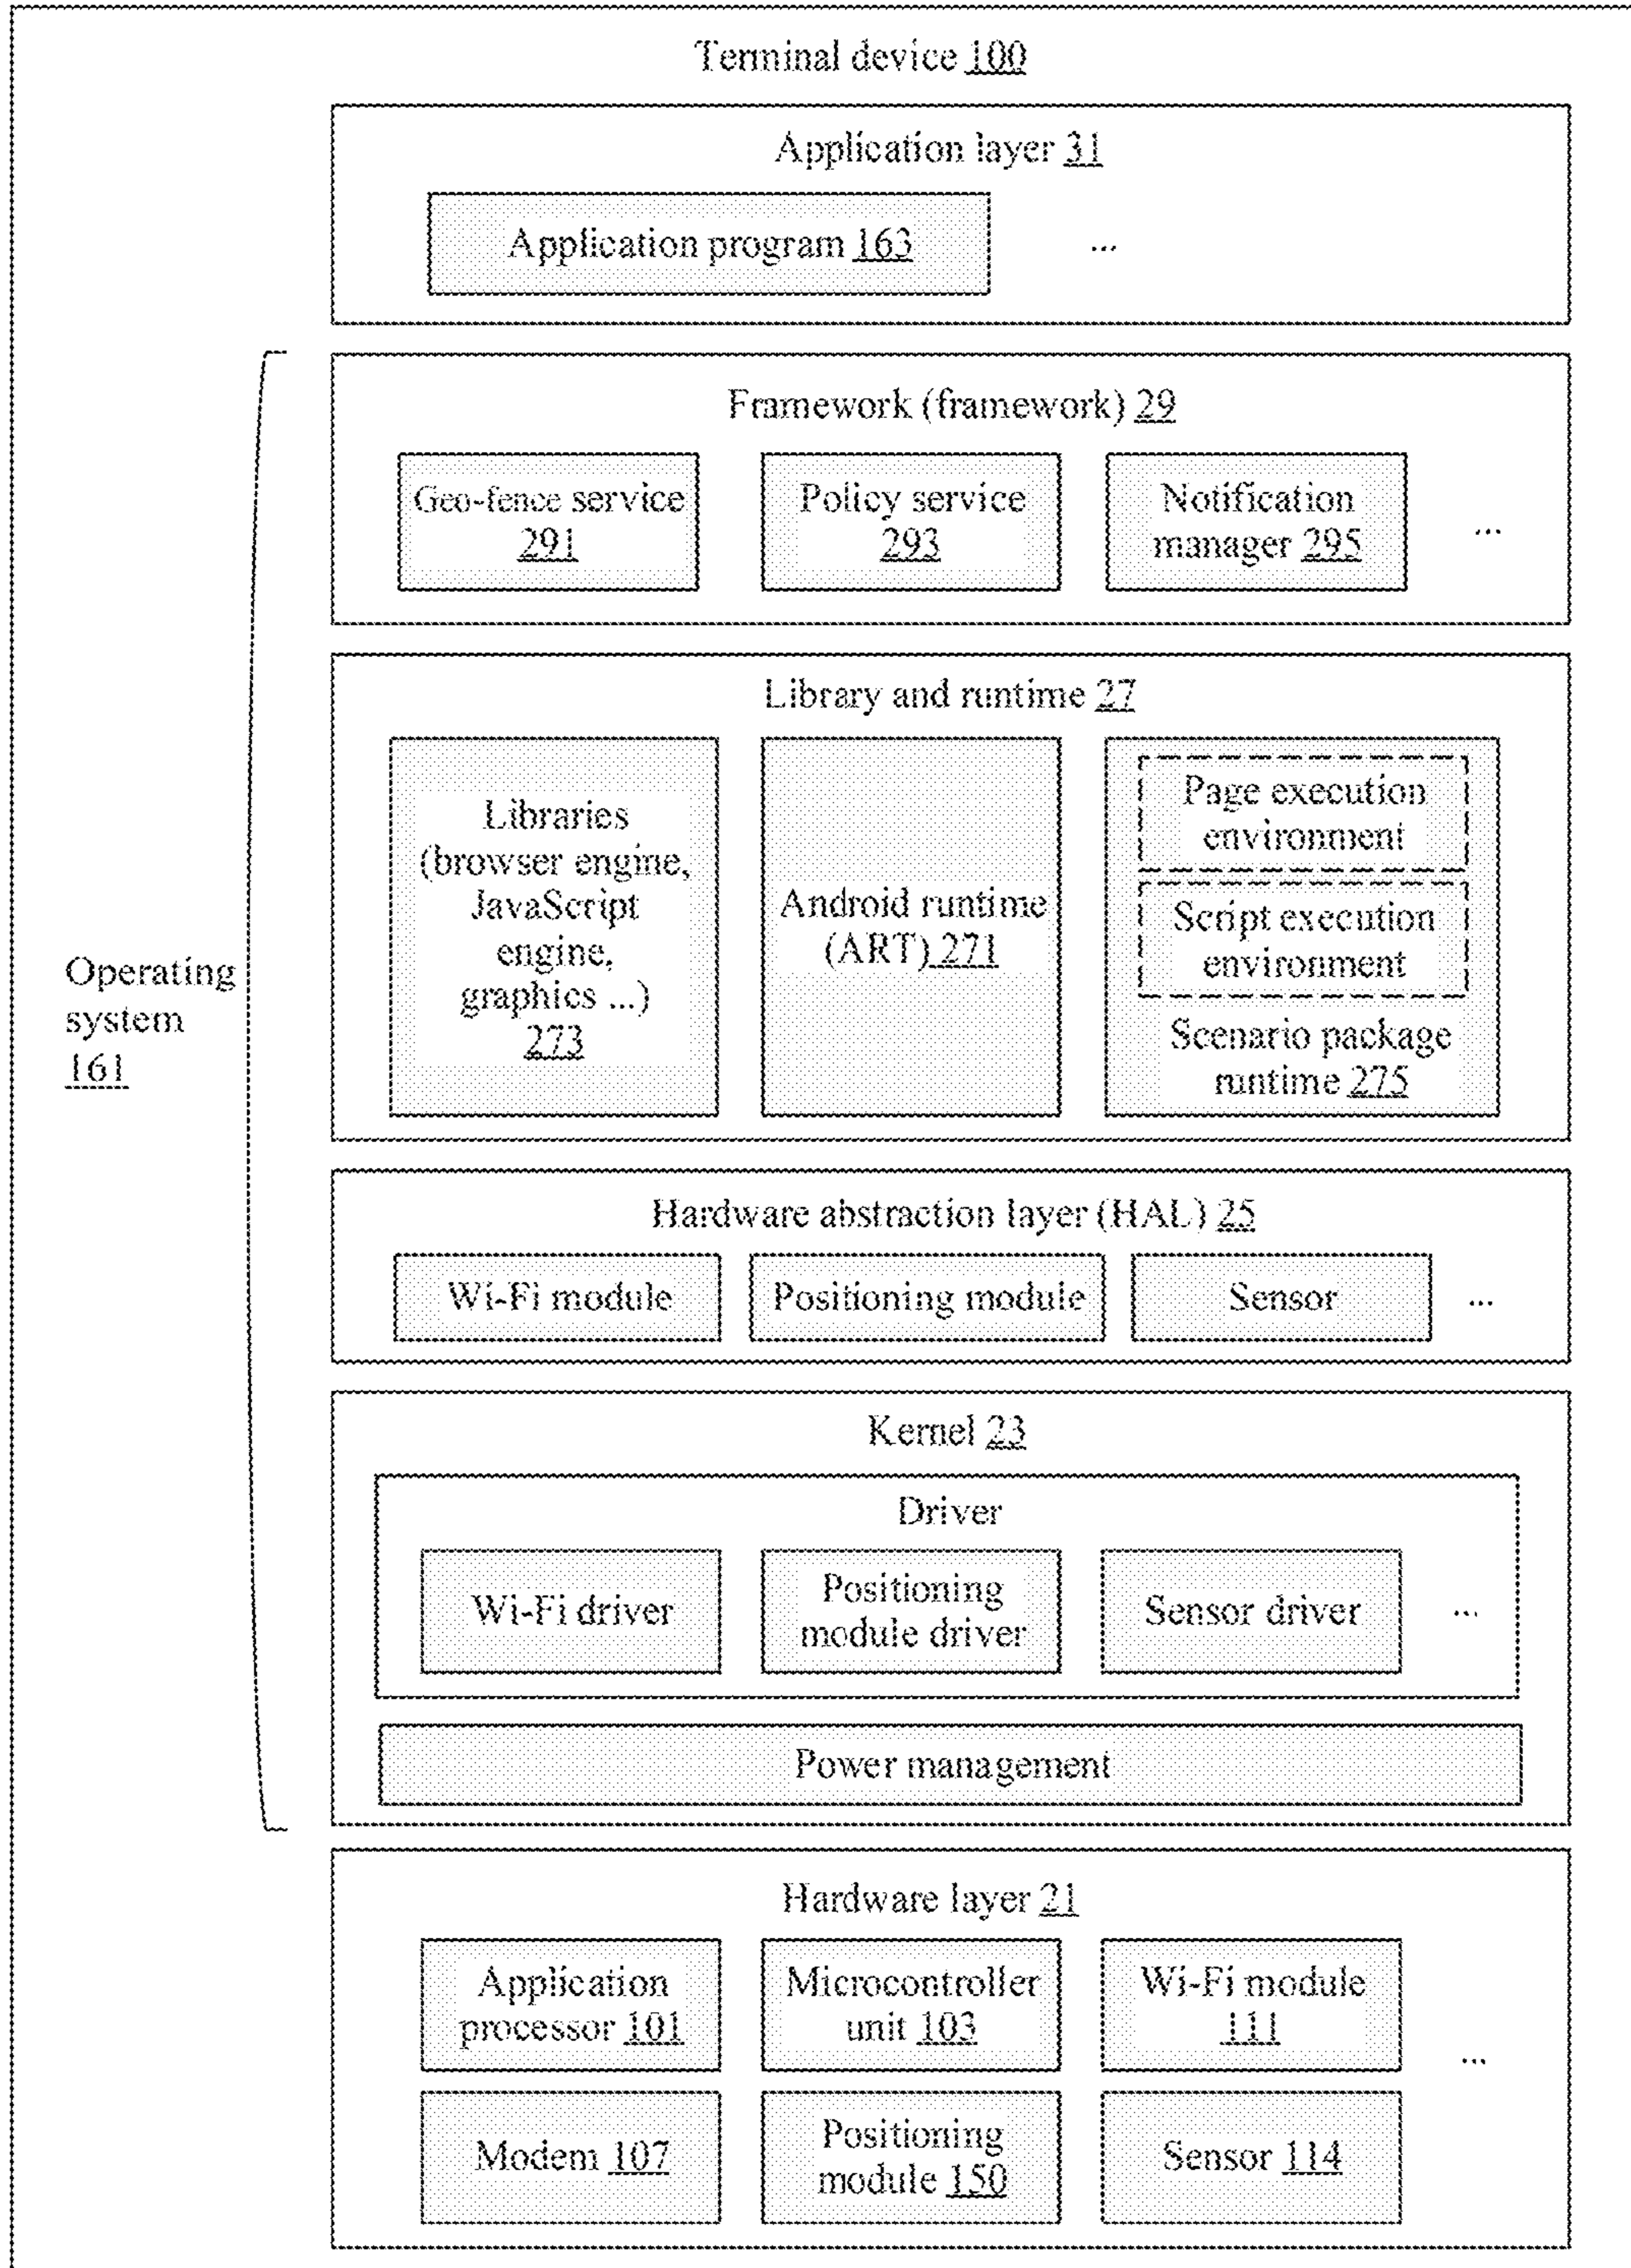 Terminal device 100
Application layer 31
Application program 163
...
Framework (framework) 29
Geo-fence service
291
Policy service
293
Notification
manager 295
...
Library and runtime 27
Libraries
(browser engine,
JavaScript
engine,
graphics ...)
273
Android runtime
(ART) 271
Page execution
environment
Script execution
environment
Scenario package
runtime 275
Operating
system
161
Hardware abstraction layer (HAL) 25
Wi-Fi module
Positioning module
Sensor
...
Kernel 23
Driver
Wi-Fi driver
Positioning
module driver
Sensor driver
...
Power management
Hardware layer 21
Application
processor 101
Microcontroller
unit 103
Wi-Fi module
111
...
Modem 107
Positioning
module 150
Sensor 114